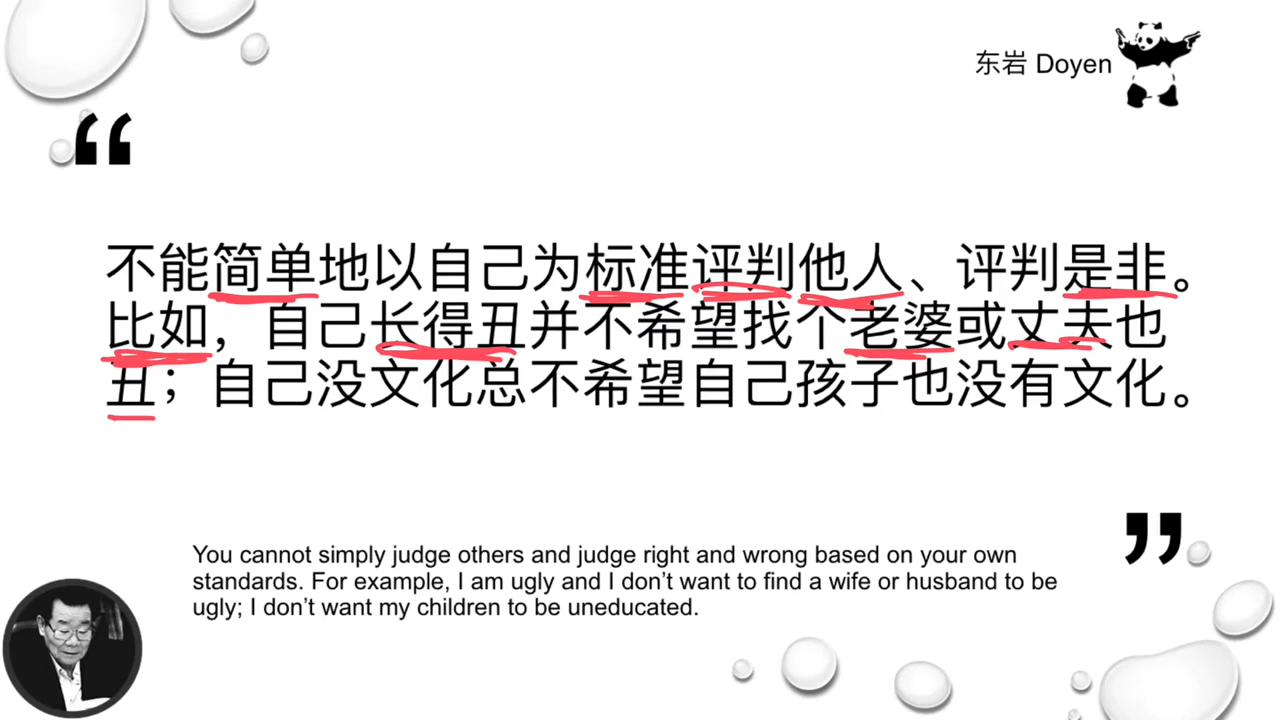 东岩 Doyen
“
不能简单地以自己为标准评判他人、评判是非。
比如，自己长得丑并不希望找个老婆或丈夫也
丑；自己没文化总不希望自己孩子也没有文化。
”
You cannot simply judge others and judge right and wrong based on your own
standards. For example, I am ugly and I don’t want to find a wife or husband to be
ugly; I don’t want my children to be uneducated.